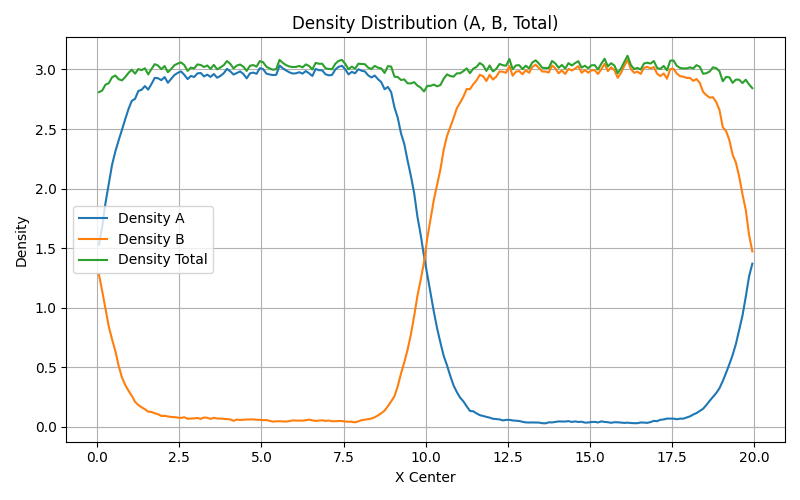 Density Distribution (A, B, Total)
3.0
2.5
2.0
1.5
1.0
0.5
0.0
Density
Density A
Density B
Density Total
0.0 2.5 5.0 7.5 10.0 12.5 15.0 17.5 20.0
X Center